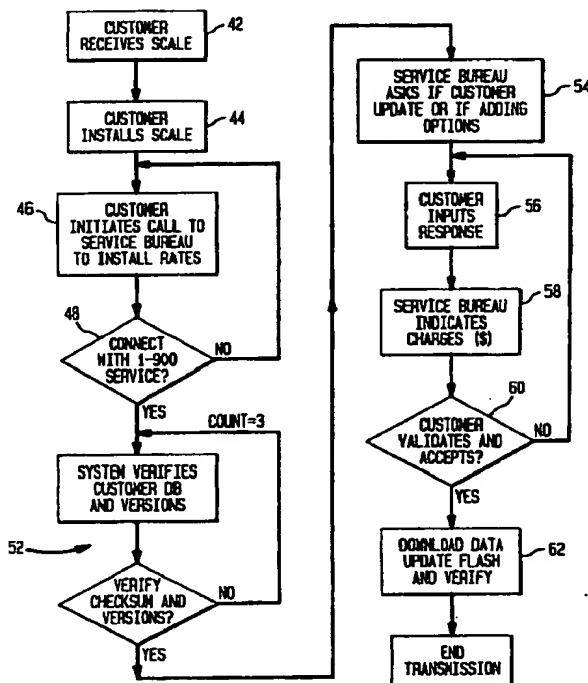 CUSTOMER
RECEIVES SCALE
42
CUSTOMER
INSTALLS SCALE
44
46
CUSTOMER
INITIATES CALL TO
SERVICE BUREAU
TO INSTALL RATES
48
CONNECT
WITH 1-900
SERVICE?
NO
YES
COUNT=3
SYSTEM VERIFIES
CUSTOMER DB
AND VERSIONS
52
VERIFY
CHECKSUM AND
VERSIONS?
NO
YES
SERVICE BUREAU
ASKS IF CUSTOMER
UPDATE OR IF ADDING
OPTIONS
54
CUSTOMER
INPUTS
RESPONSE
56
SERVICE BUREAU
INDICATES
CHARGES ($)
58
60
CUSTOMER
VALIDATES AND
ACCEPTS?
NO
YES
DOWNLOAD DATA
UPDATE FLASH
AND VERIFY
62
END
TRANSMISSION